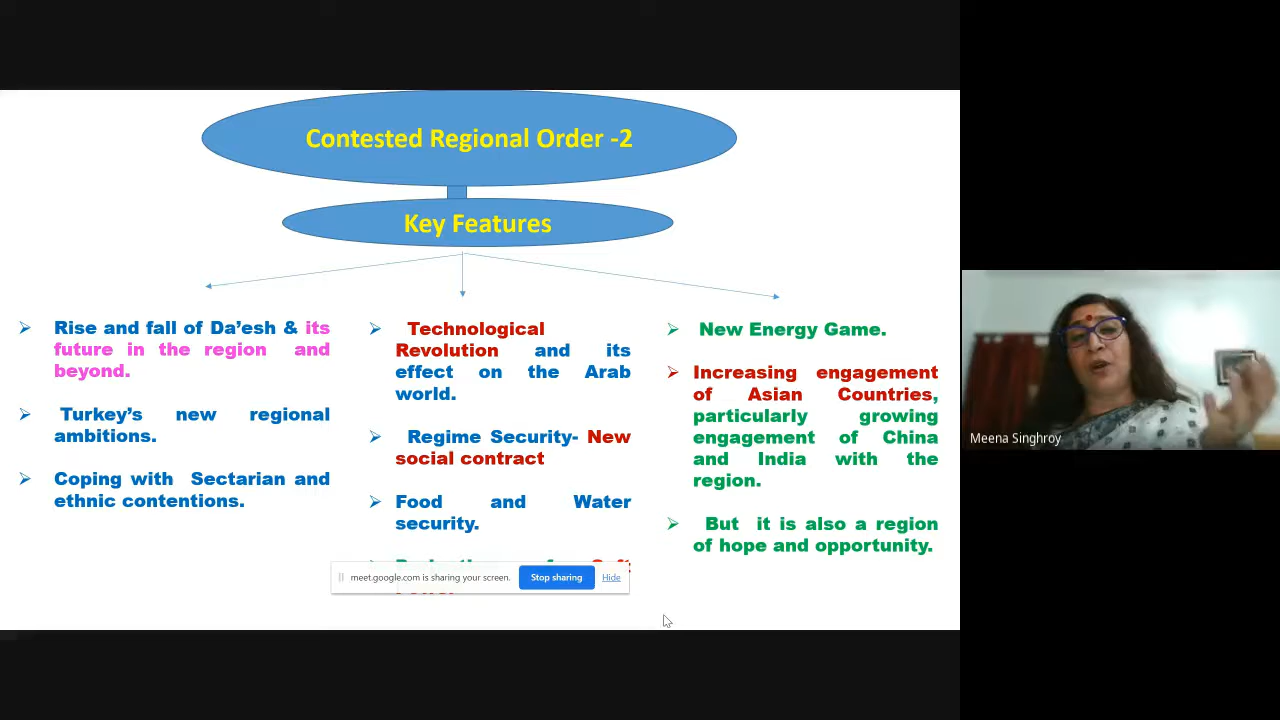 Contested Regional Order -2
Key Features
Rise and fall of Da’esh & its
future in the region and
beyond.
Turkey’s new regional
ambitions.
Coping with Sectarian and
ethnic contentions.
Technological
Revolution and its
effect on the Arab
world.
Regime Security- New
social contract
Food and Water
security.
New Energy Game.
Increasing engagement
of Asian Countries,
particularly growing
engagement of China
and India with the
region.
But it is also a region
of hope and opportunity.
meet.google.com is sharing your screen. Stop sharing Hide
Meena Singhroy